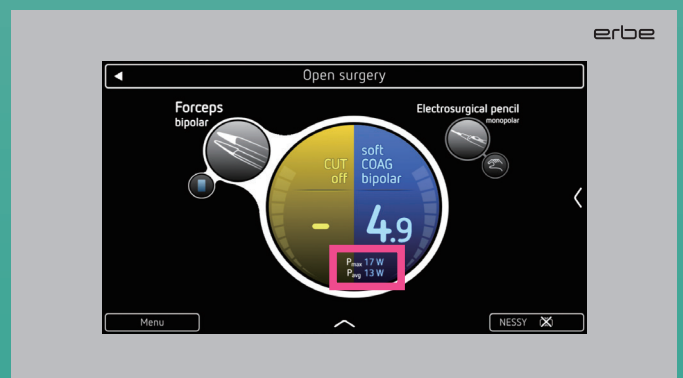 erbe
Open surgery
Forceps
bipolar
Electrosurgical pencil
monopolar
CUT
off
soft
COAG
bipolar
-
4.9
Pmax 17 W
Pavg 13 W
Menu
NESSY